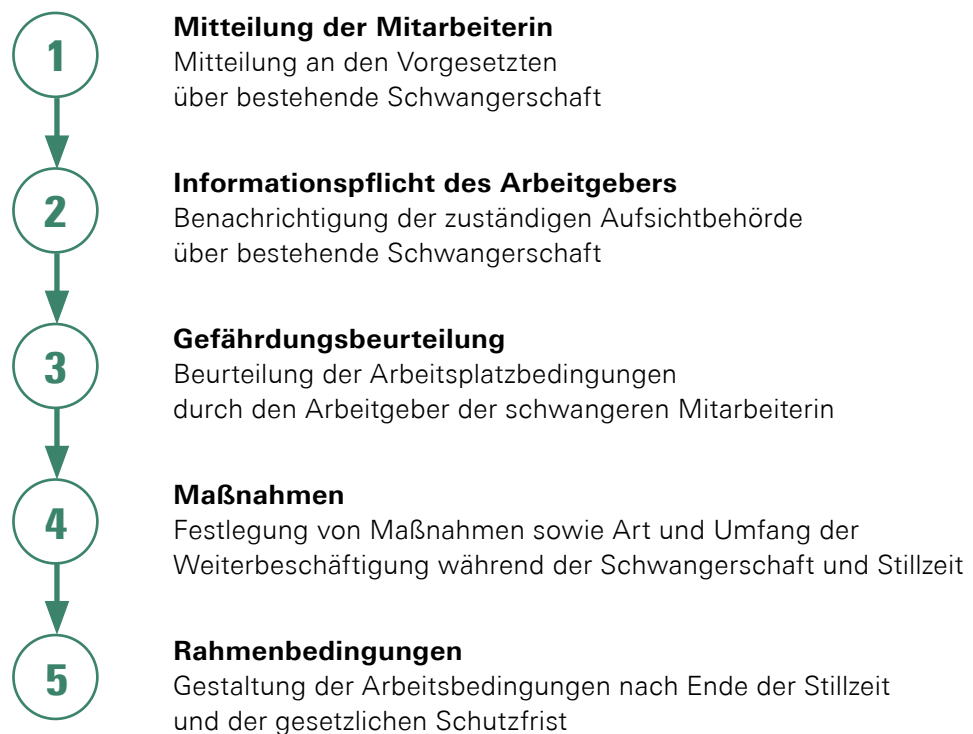 1
Mitteilung der Mitarbeiterin
Mitteilung an den Vorgesetzten
über bestehende Schwangerschaft
2
Informationspflicht des Arbeitgebers
Benachrichtigung der zuständigen Aufsichtbehörde
über bestehende Schwangerschaft
3
Gefährdungsbeurteilung
Beurteilung der Arbeitsplatzbedingungen
durch den Arbeitgeber der schwangeren Mitarbeiterin
4
Maßnahmen
Festlegung von Maßnahmen sowie Art und Umfang der
Weiterbeschäftigung während der Schwangerschaft und Stillzeit
5
Rahmenbedingungen
Gestaltung der Arbeitsbedingungen nach Ende der Stillzeit
und der gesetzlichen Schutzfrist